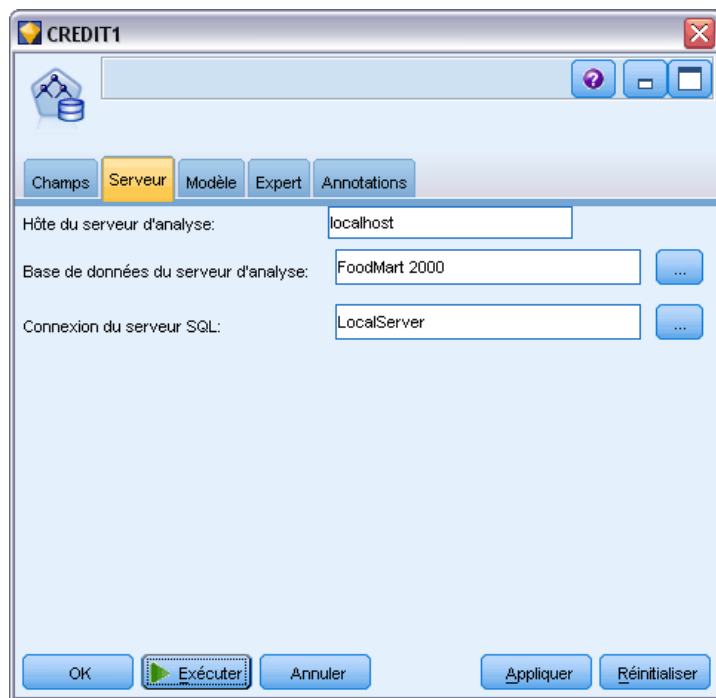 CREDIT1
Champs Serveur Modèle Expert Annotations
Hôte du serveur d'analyse: localhost
Base de données du serveur d'analyse: FoodMart 2000 ...
Connexion du serveur SQL: LocalServer ...
OK Exécuter Annuler Appliquer Réinitialiser